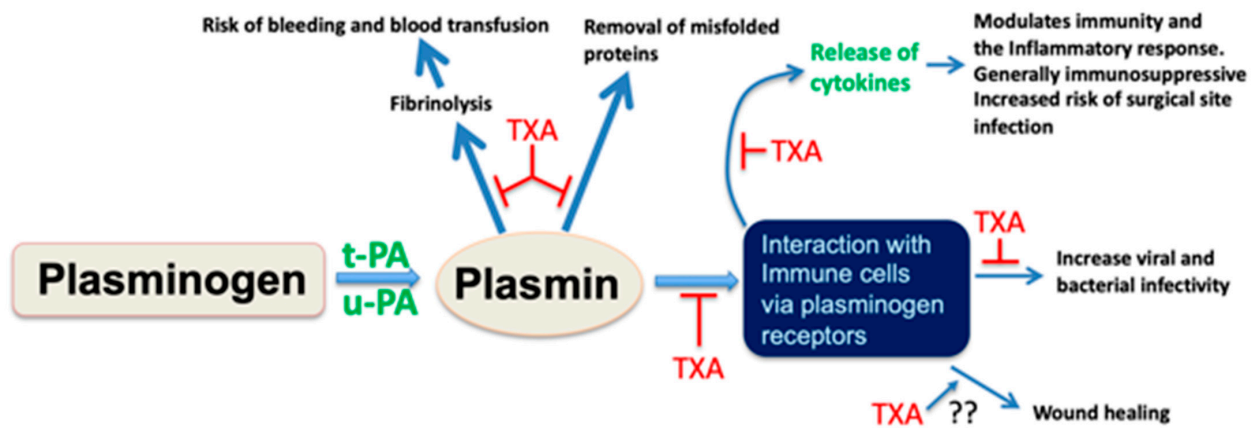 Risk of bleeding and blood transfusion
Removal of misfolded
proteins
Fibrinolysis
TXA
Release of
cytokines
Modulates immunity and
the Inflammatory response.
Generally immunosuppressive
Increased risk of surgical site
infection
TXA
Plasminogen
t-PA
u-PA
Plasmin
TXA
Interaction with
Immune cells
via plasminogen
receptors
TXA
Increase viral and
bacterial infectivity
TXA
??
Wound healing